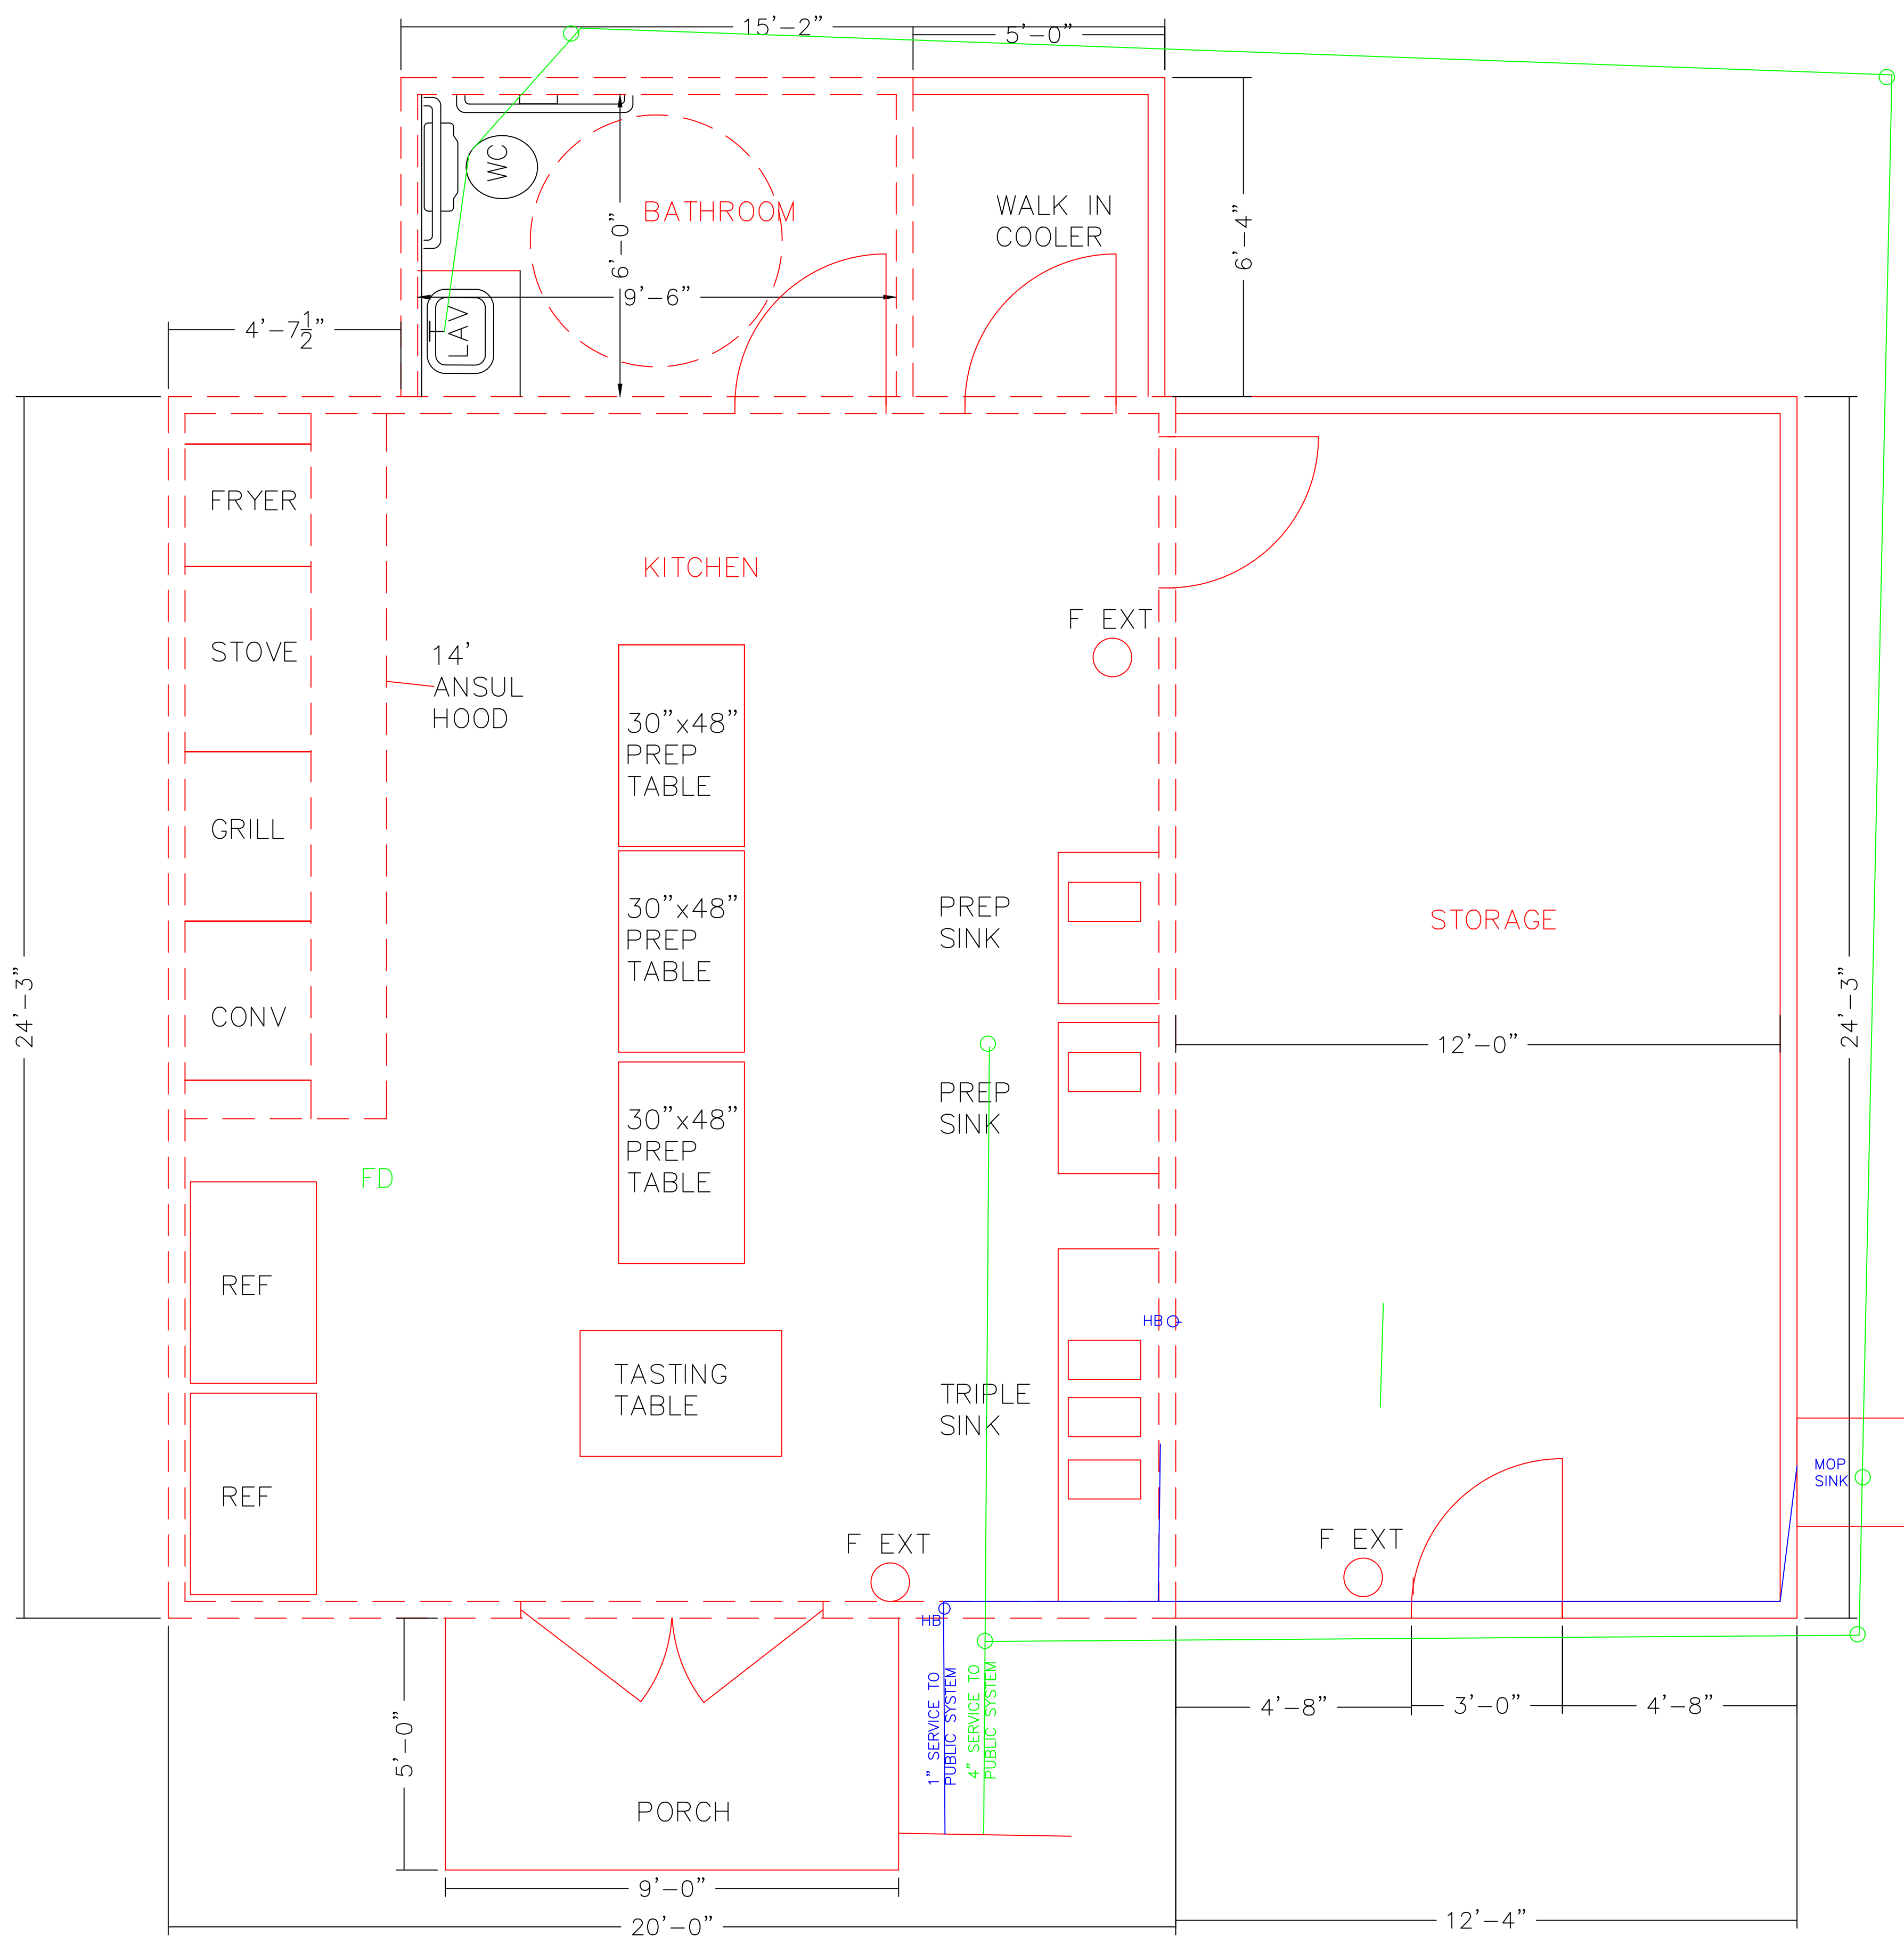 15'-2"
5'-0"
WC
BATHROOM
WALK IN
COOLER
6'-0"
6'-4"
9'-6"
4'-7½"
LAV
FRYER
KITCHEN
F EXT
STOVE
14'
ANSUL
HOOD
30"x48"
PREP
TABLE
GRILL
PREP
SINK
30"x48"
PREP
TABLE
STORAGE
24'-3"
24'-3"
CONV
12'-0"
PREP
SINK
30"x48"
PREP
TABLE
FD
REF
HB
TASTING
TABLE
TRIPLE
SINK
MOP
SINK
REF
F EXT
F EXT
HB
1" SERVICE TO
PUBLIC SYSTEM
4" SERVICE TO
PUBLIC SYSTEM
4'-8"
3'-0"
4'-8"
5'-0"
PORCH
9'-0"
20'-0"
12'-4"